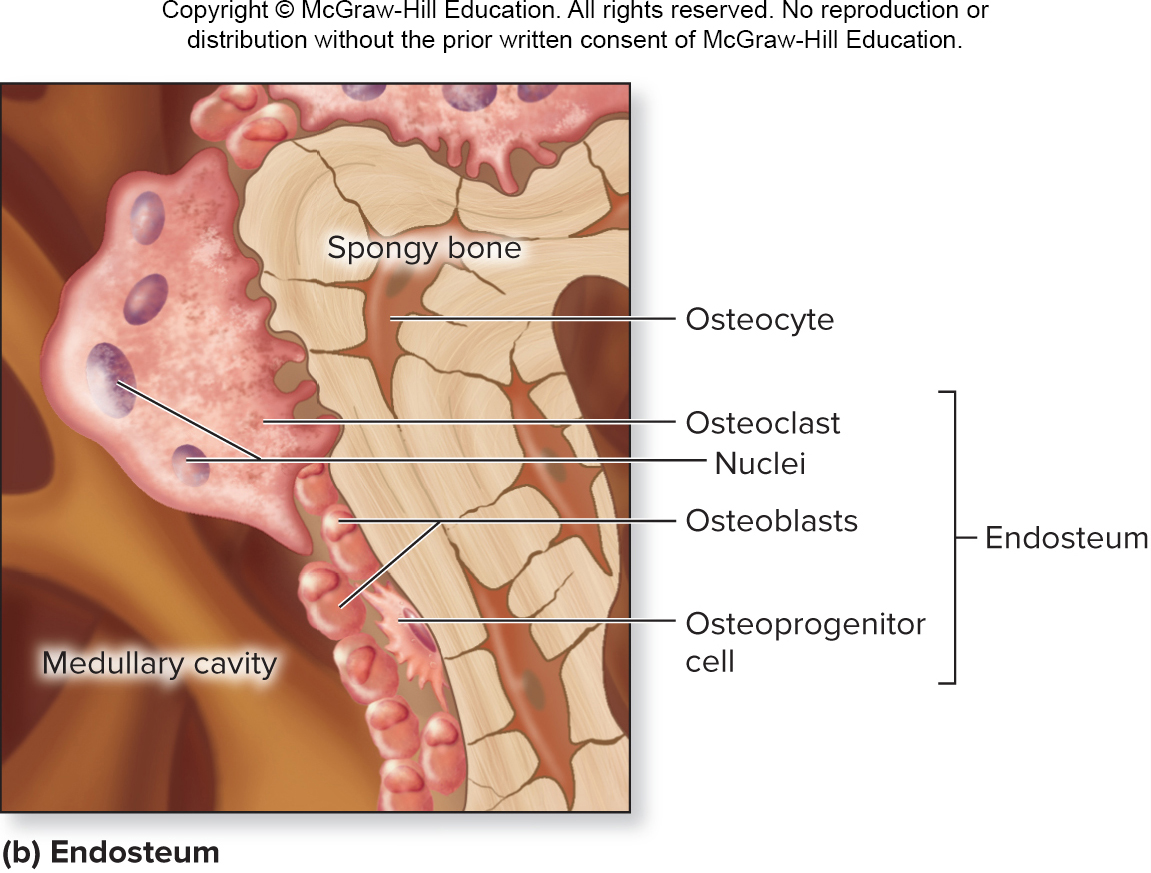 Copyright © McGraw-Hill Education. All rights reserved. No reproduction or
distribution without the prior written consent of McGraw-Hill Education.
Spongy bone
Osteocyte
Osteoclast
Nuclei
Osteoblasts
Endosteum
Osteoprogenitor
cell
Medullary cavity
(b) Endosteum